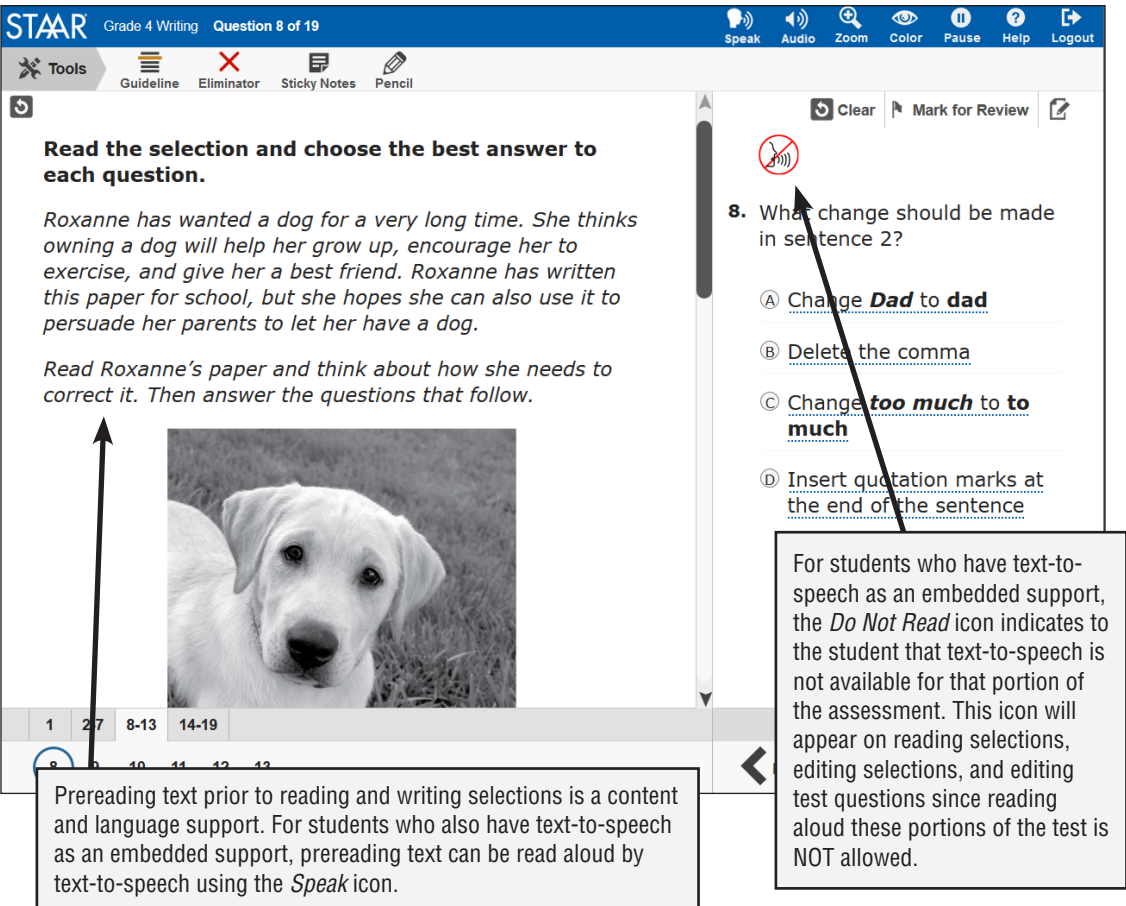 STAAR Grade 4 Writing Question 8 of 19
Speak Audio Zoom Color Pause Help Logout
Tools
Guideline Eliminator Sticky Notes Pencil
Clear Mark for Review
Read the selection and choose the best answer to
each question.
Roxanne has wanted a dog for a very long time. She thinks
owning a dog will help her grow up, encourage her to
exercise, and give her a best friend. Roxanne has written
this paper for school, but she hopes she can also use it to
persuade her parents to let her have a dog.
Read Roxanne's paper and think about how she needs to
correct it. Then answer the questions that follow.
8. What change should be made
in sentence 2?
A Change Dad to dad
B Delete the comma
C Change too much to to
much
D Insert quotation marks at
the end of the sentence
1 2-7 8-13 14-19
8 9 10 11 12 13
Prereading text prior to reading and writing selections is a content
and language support. For students who also have text-to-speech
as an embedded support, prereading text can be read aloud by
text-to-speech using the Speak icon.
For students who have text-to-
speech as an embedded support,
the Do Not Read icon indicates to
the student that text-to-speech is
not available for that portion of
the assessment. This icon will
appear on reading selections,
editing selections, and editing
test questions since reading
aloud these portions of the test is
NOT allowed.